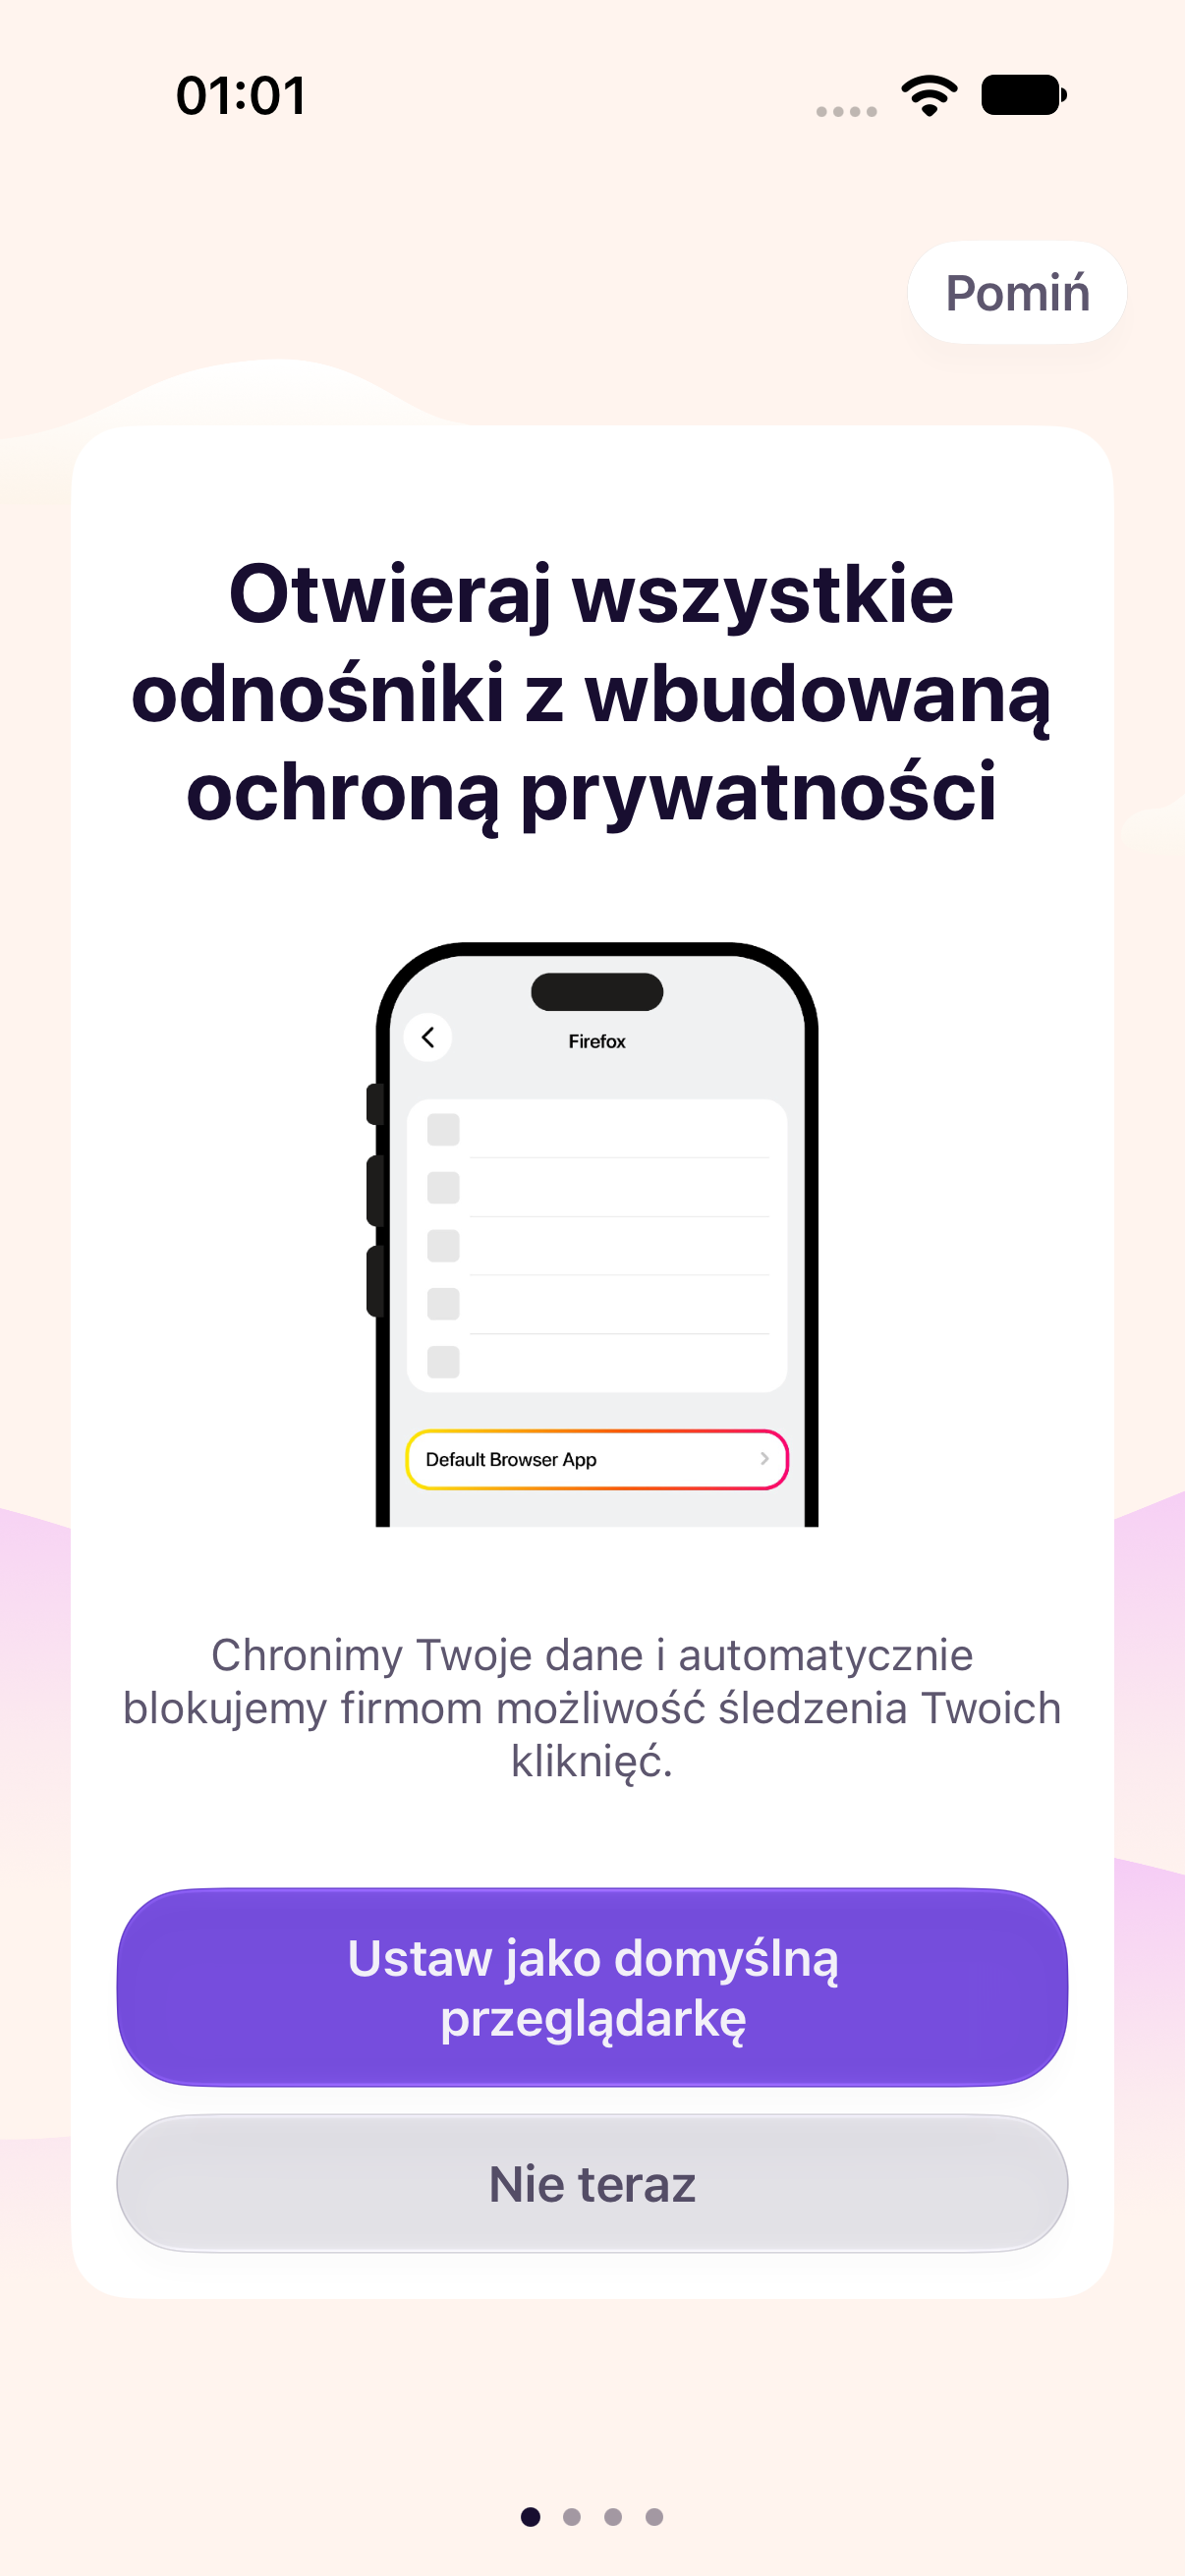 01:01
Pomiń
Otwieraj wszystkie
odnośniki z wbudowaną
ochroną prywatności
Firefox
Default Browser App
Chronimy Twoje dane i automatycznie
blokujemy firmom możliwość śledzenia Twoich
kliknięć.
Ustaw jako domyślną
przeglądarkę
Nie teraz